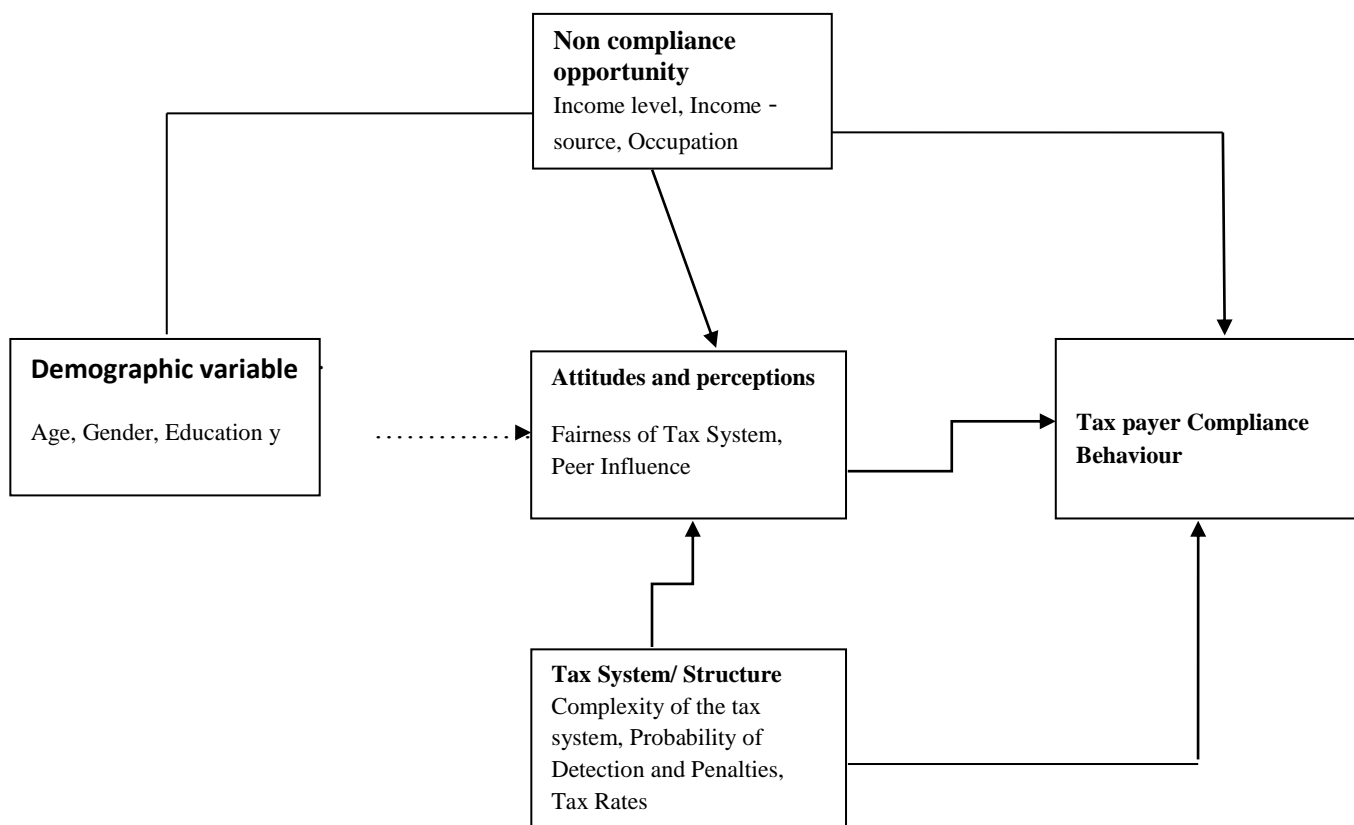 Non compliance
opportunity
Income level, Income -
source, Occupation
Demographic variable
Age, Gender, Education y
Attitudes and perceptions
Fairness of Tax System,
Peer Influence
Tax payer Compliance
Behaviour
Tax System/ Structure
Complexity of the tax
system, Probability of
Detection and Penalties,
Tax Rates